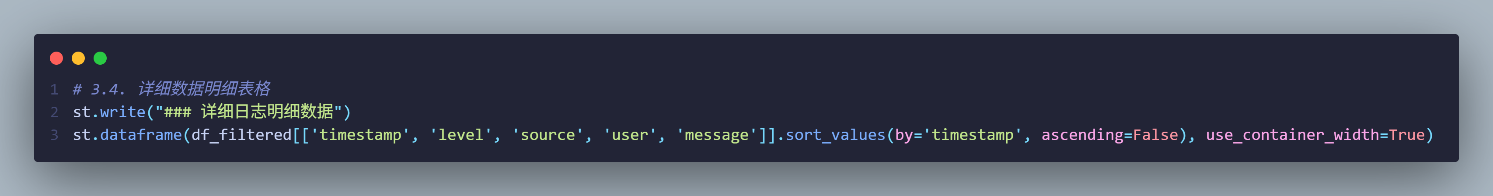 1 # 3.4. 详细数据明细表格
2 st.write("### 详细日志明细数据")
3 st.dataframe(df_filtered[['timestamp', 'level', 'source', 'user', 'message']].sort_values(by='timestamp', ascending=False), use_container_width=True)